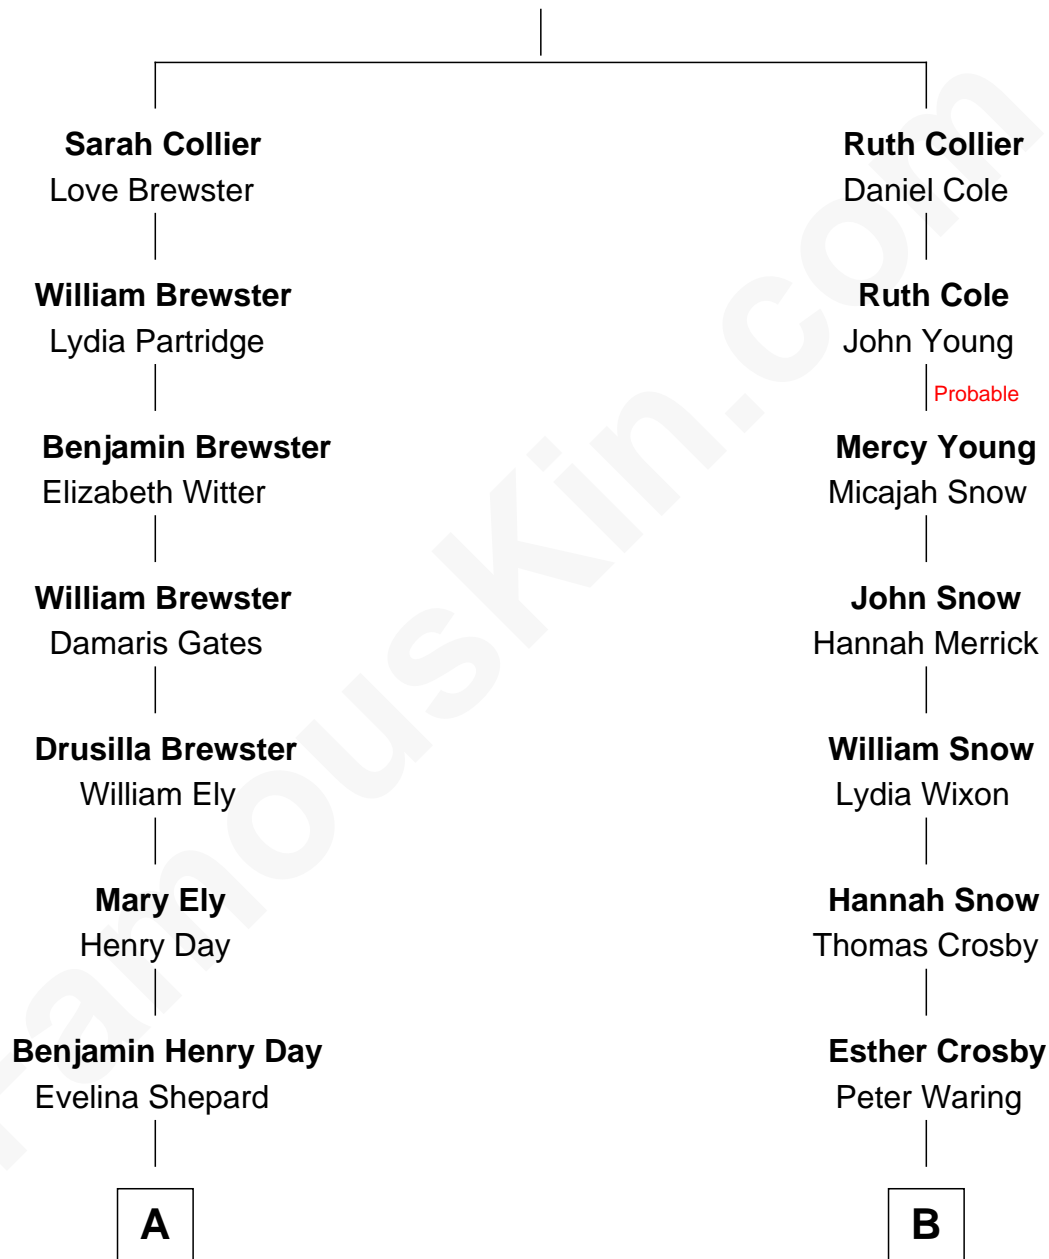 Sarah Collier
Love Brewster
William Brewster
Lydia Partridge
Benjamin Brewster
Elizabeth Witter
William Brewster
Damaris Gates
Drusilla Brewster
William Ely
Mary Ely
Henry Day
Benjamin Henry Day
Evelina Shepard
A
Ruth Collier
Daniel Cole
Ruth Cole
John Young
Probable
Mercy Young
Micajah Snow
John Snow
Hannah Merrick
William Snow
Lydia Wixon
Hannah Snow
Thomas Crosby
Esther Crosby
Peter Waring
B
FamousKin.com